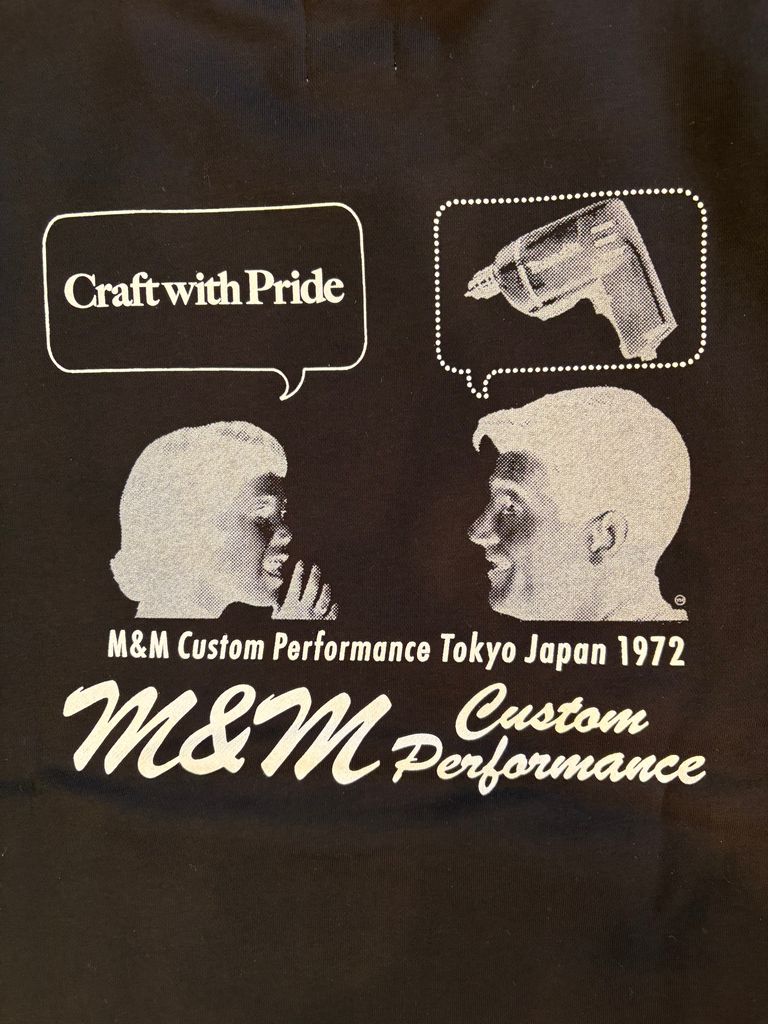 Craft with Pride
M&M Custom Performance Tokyo Japan 1972
M&M Custom
Performance